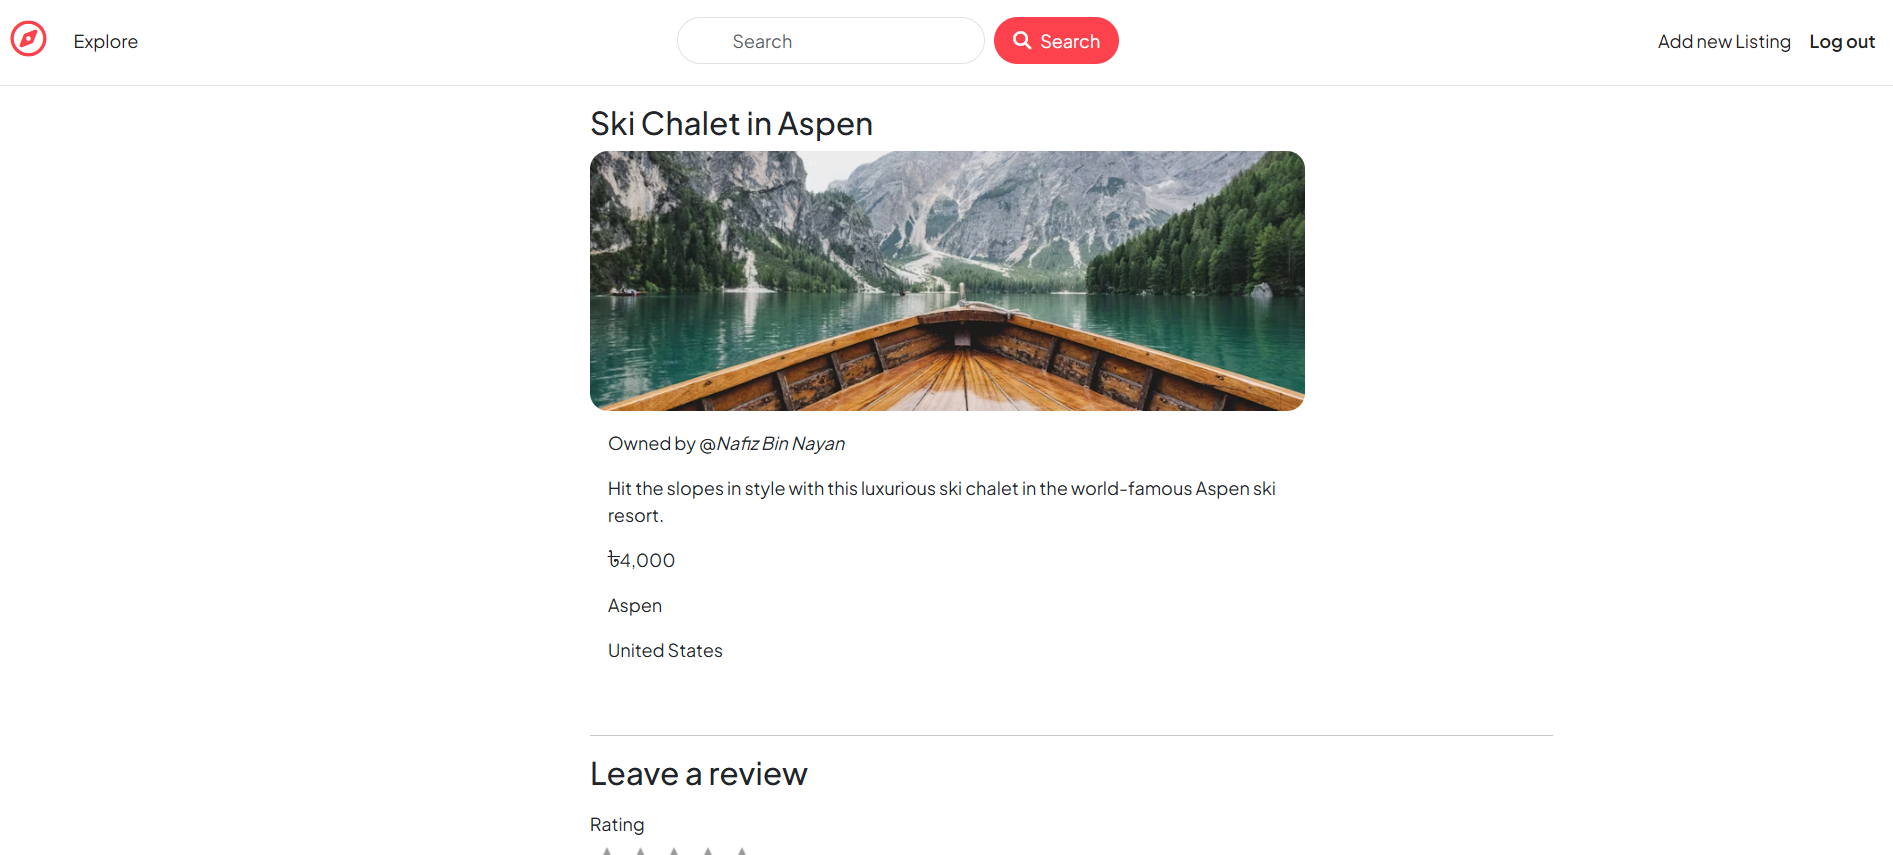 Explore
Search
Search
Add new Listing
Log out
Ski Chalet in Aspen
Owned by @Nafiz Bin Nayan
Hit the slopes in style with this luxurious ski chalet in the world-famous Aspen ski
resort.
৳4,000
Aspen
United States
Leave a review
Rating